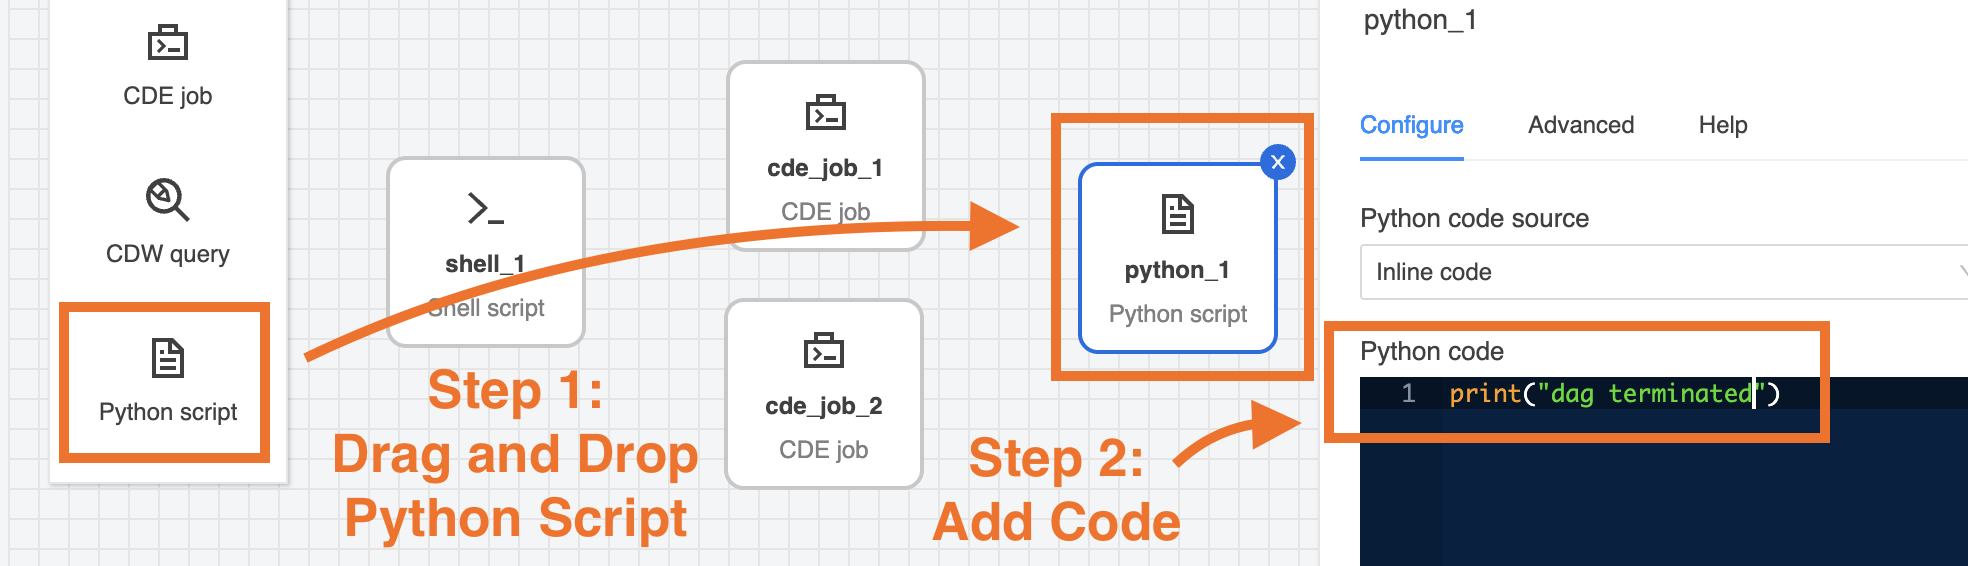 CDE job
CDW query
Python script
shell_1
Shell script
Step 1:
Drag and Drop
Python Script
cde_job_1
CDE job
cde_job_2
CDE job
x
python_1
Python script
Step 2:
Add Code
python_1
Configure Advanced Help
Python code source
Inline code
Python code
1 print("dag terminated")